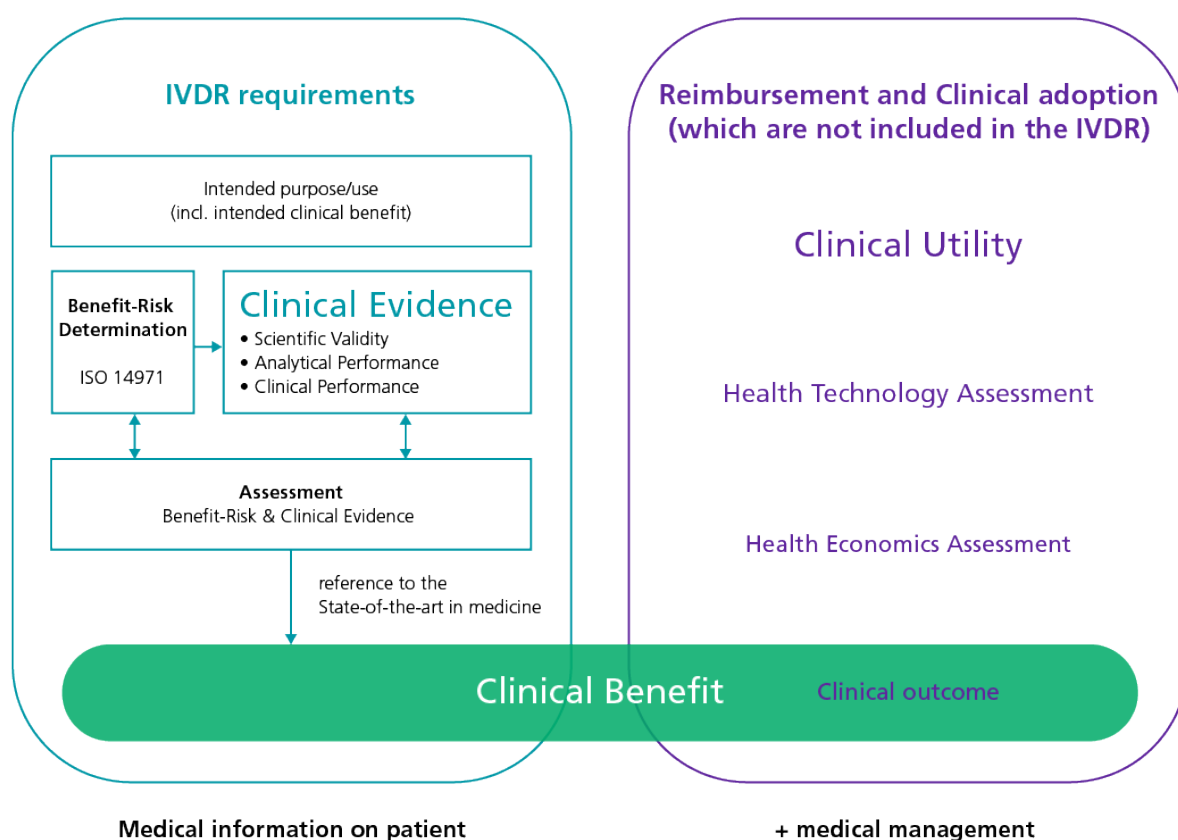 IVDR requirements
Intended purpose/use
(incl. intended clinical benefit)
Benefit-Risk
Determination
ISO 14971
Clinical Evidence
• Scientific Validity
• Analytical Performance
• Clinical Performance
Assessment
Benefit-Risk & Clinical Evidence
reference to the
State-of-the-art in medicine
Reimbursement and Clinical adoption
(which are not included in the IVDR)
Clinical Utility
Health Technology Assessment
Health Economics Assessment
Clinical Benefit
Clinical outcome
Medical information on patient
+ medical management